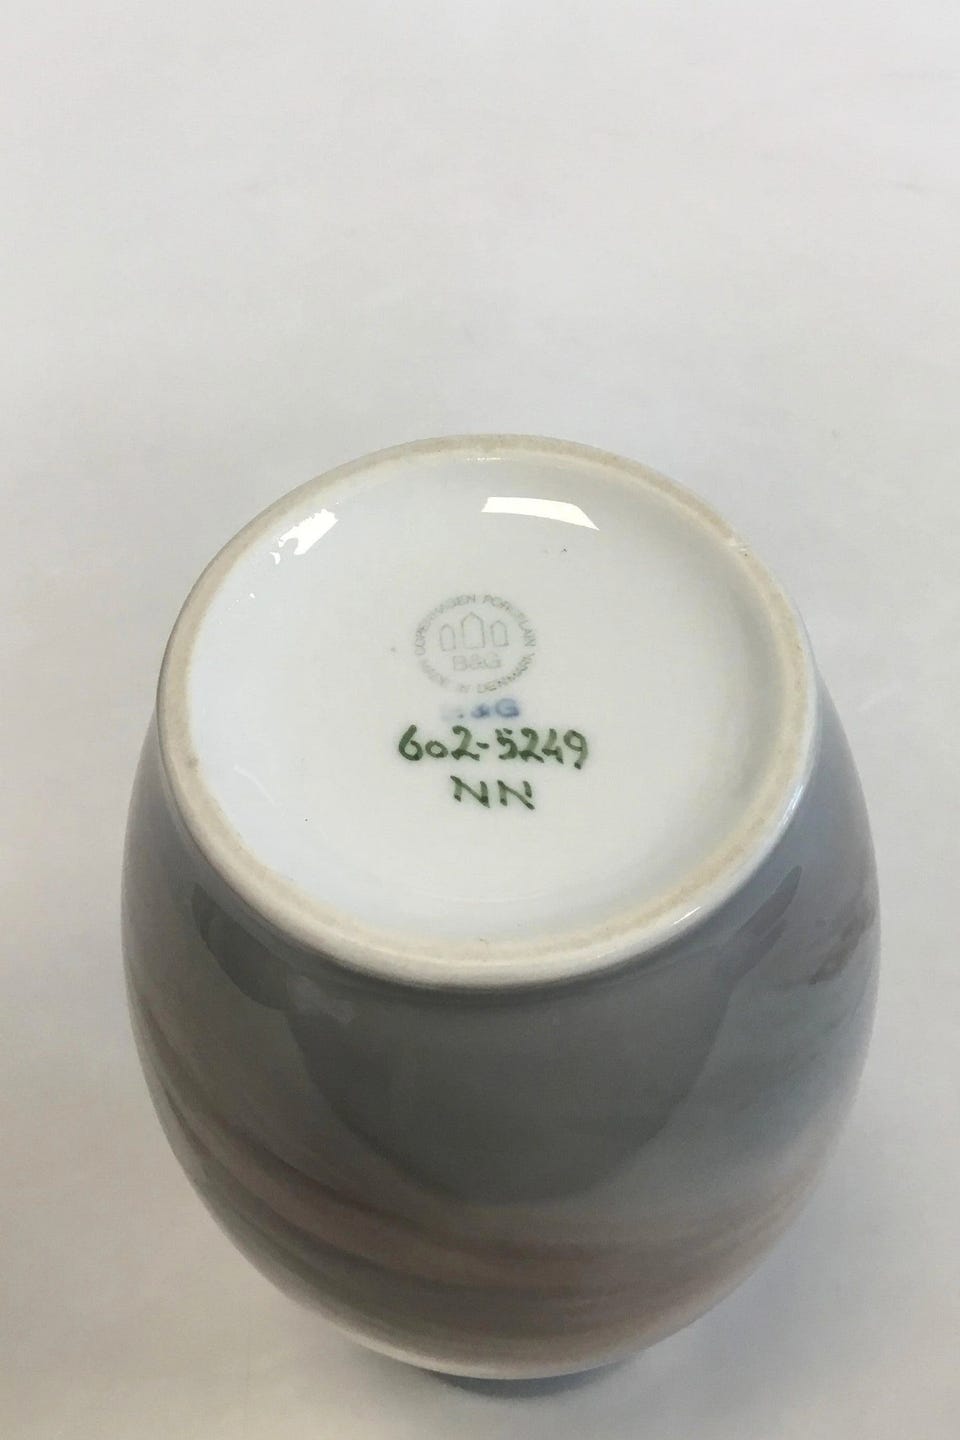 COPENHAGEN PORCELAIN
B&G
MADE IN DENMARK
B&G
602-5249
NN